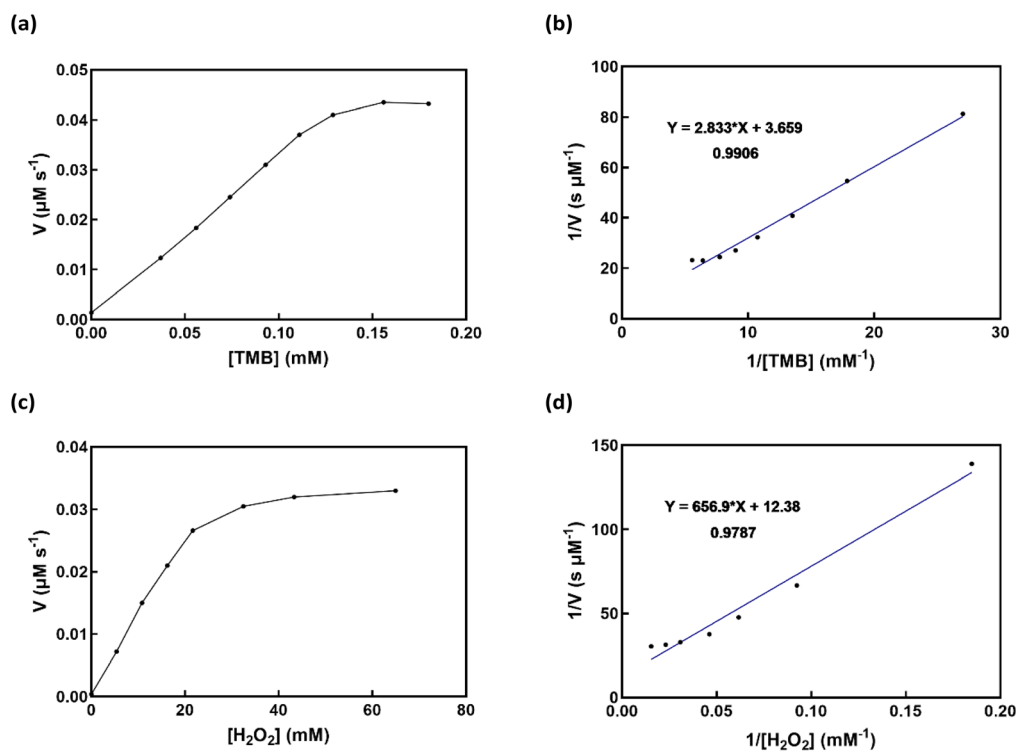 (a)
0.05
0.04
0.03
0.02
0.01
0.00
V (µM s⁻¹)
0.00 0.05 0.10 0.15 0.20
[TMB] (mM)
(b)
100
80
60
40
20
0
1/V (s µM⁻¹)
Y = 2.833*X + 3.659
0.9906
0 10 20 30
1/[TMB] (mM⁻¹)
(c)
0.04
0.03
0.02
0.01
0.00
V (µM s⁻¹)
0 20 40 60 80
[H₂O₂] (mM)
(d)
150
100
50
0
1/V (s µM⁻¹)
Y = 656.9*X + 12.38
0.9787
0.00 0.05 0.10 0.15 0.20
1/[H₂O₂] (mM⁻¹)